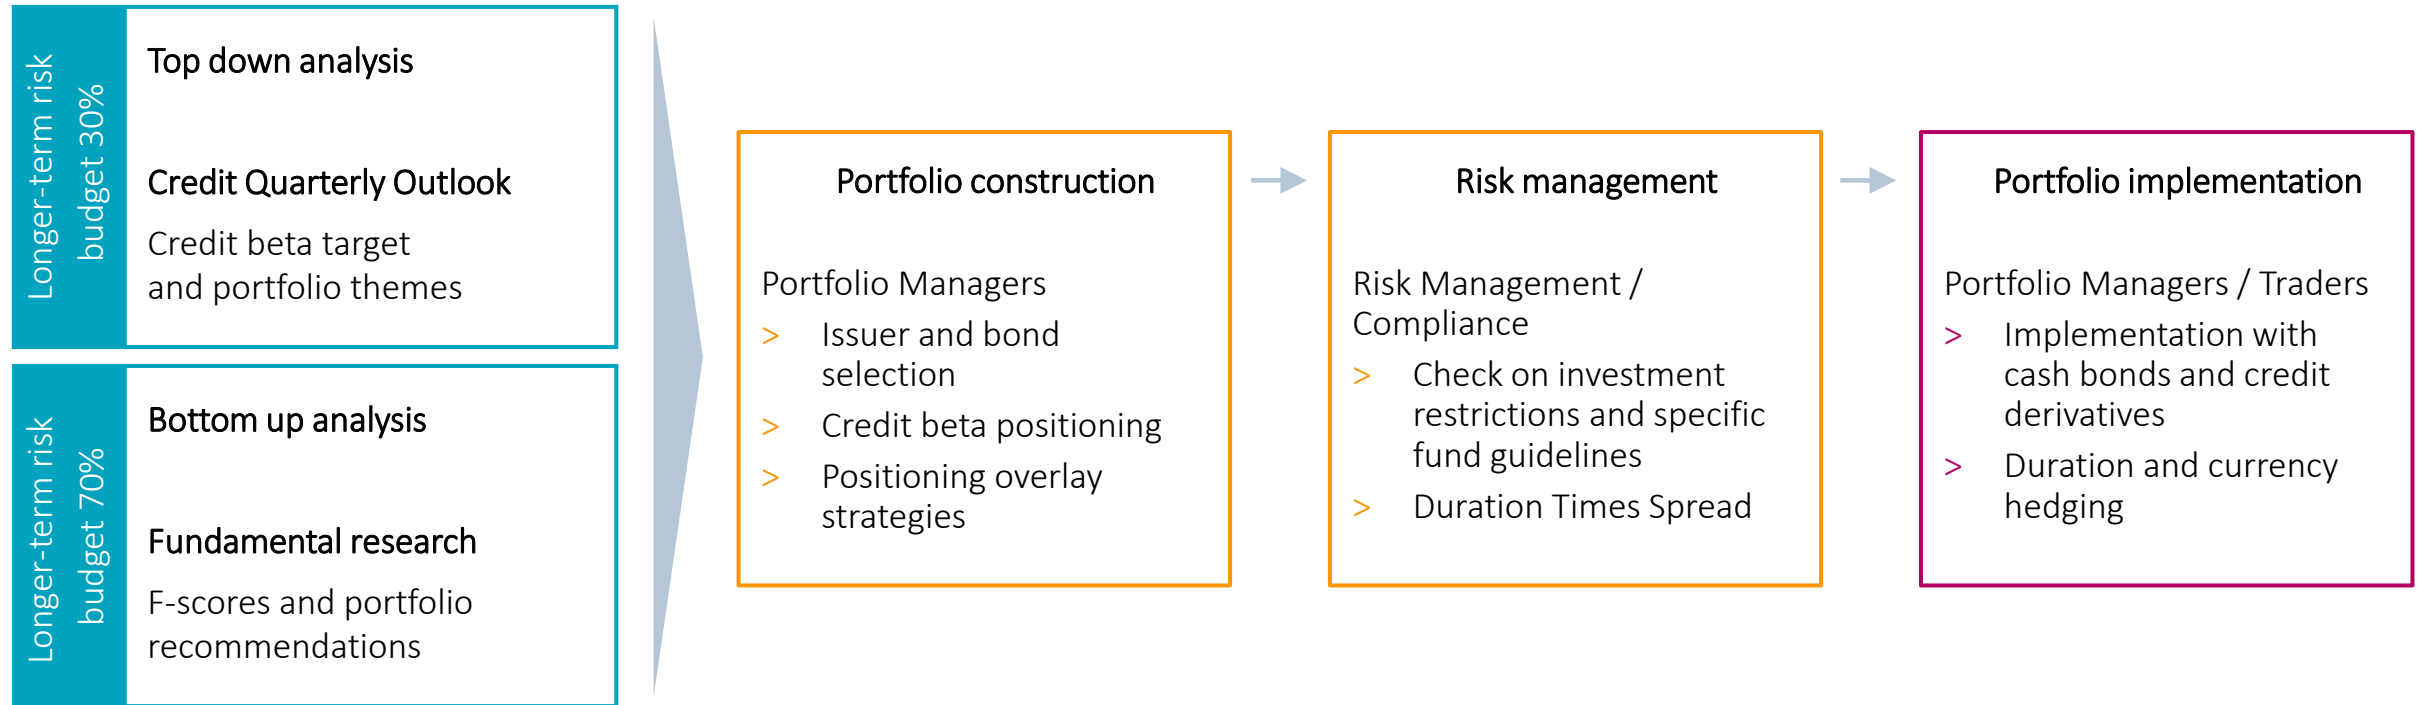 Longer-term risk
budget 30%
Top down analysis
Credit Quarterly Outlook
Credit beta target
and portfolio themes
Longer-term risk
budget 70%
Bottom up analysis
Fundamental research
F-scores and portfolio
recommendations
Portfolio construction
Portfolio Managers
> Issuer and bond
selection
> Credit beta positioning
> Positioning overlay
strategies
Risk management
Risk Management /
Compliance
> Check on investment
restrictions and specific
fund guidelines
> Duration Times Spread
Portfolio implementation
Portfolio Managers / Traders
> Implementation with
cash bonds and credit
derivatives
> Duration and currency
hedging